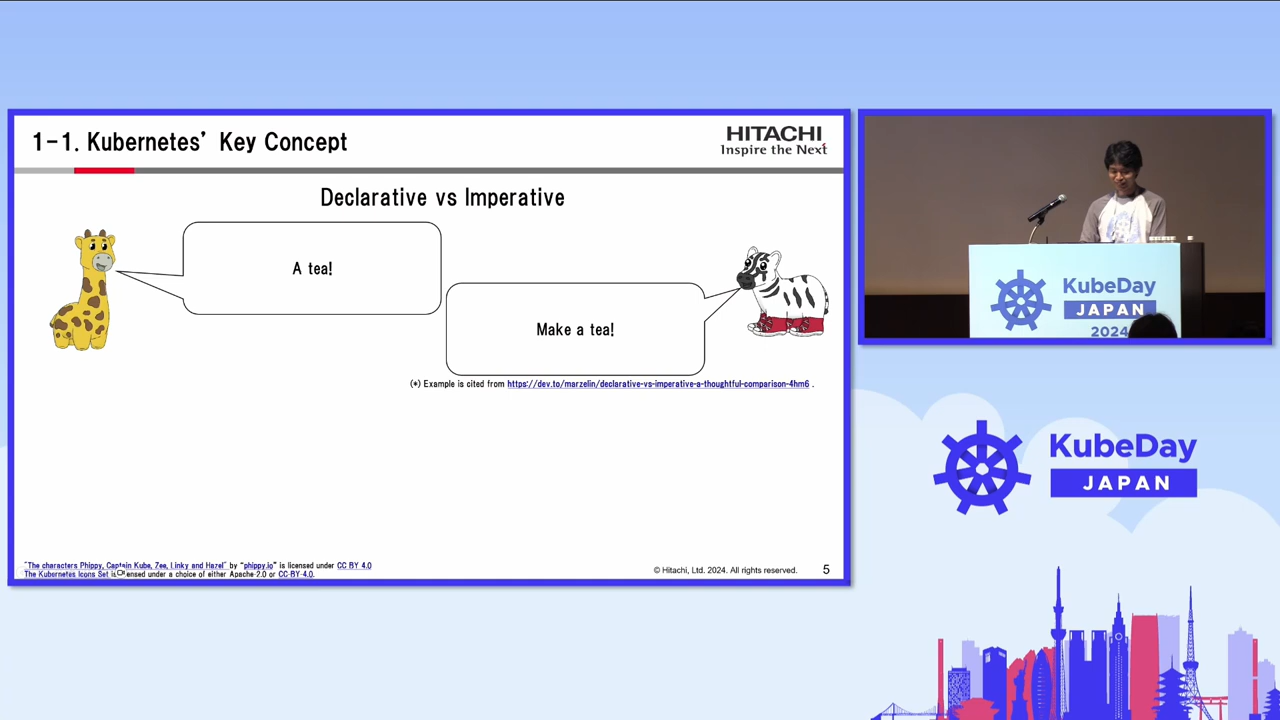 1-1. Kubernetes' Key Concept
HITACHI
Inspire the Next
Declarative vs Imperative
A tea!
Make a tea!
(*) Example is cited from https://dev.to/marzelin/declarative-vs-imperative-a-thoughtful-comparison-4hm6 .
"The characters Phippy, Captain Kube, Zee, Linky and Hazel" by "phippy.io" is licensed under CC BY 4.0
The Kubernetes Icons Set is licensed under a choice of either Apache-2.0 or CC-BY-4.0.
© Hitachi, Ltd. 2024. All rights reserved.
5
KubeDay
JAPAN
2024
KubeDay
JAPAN